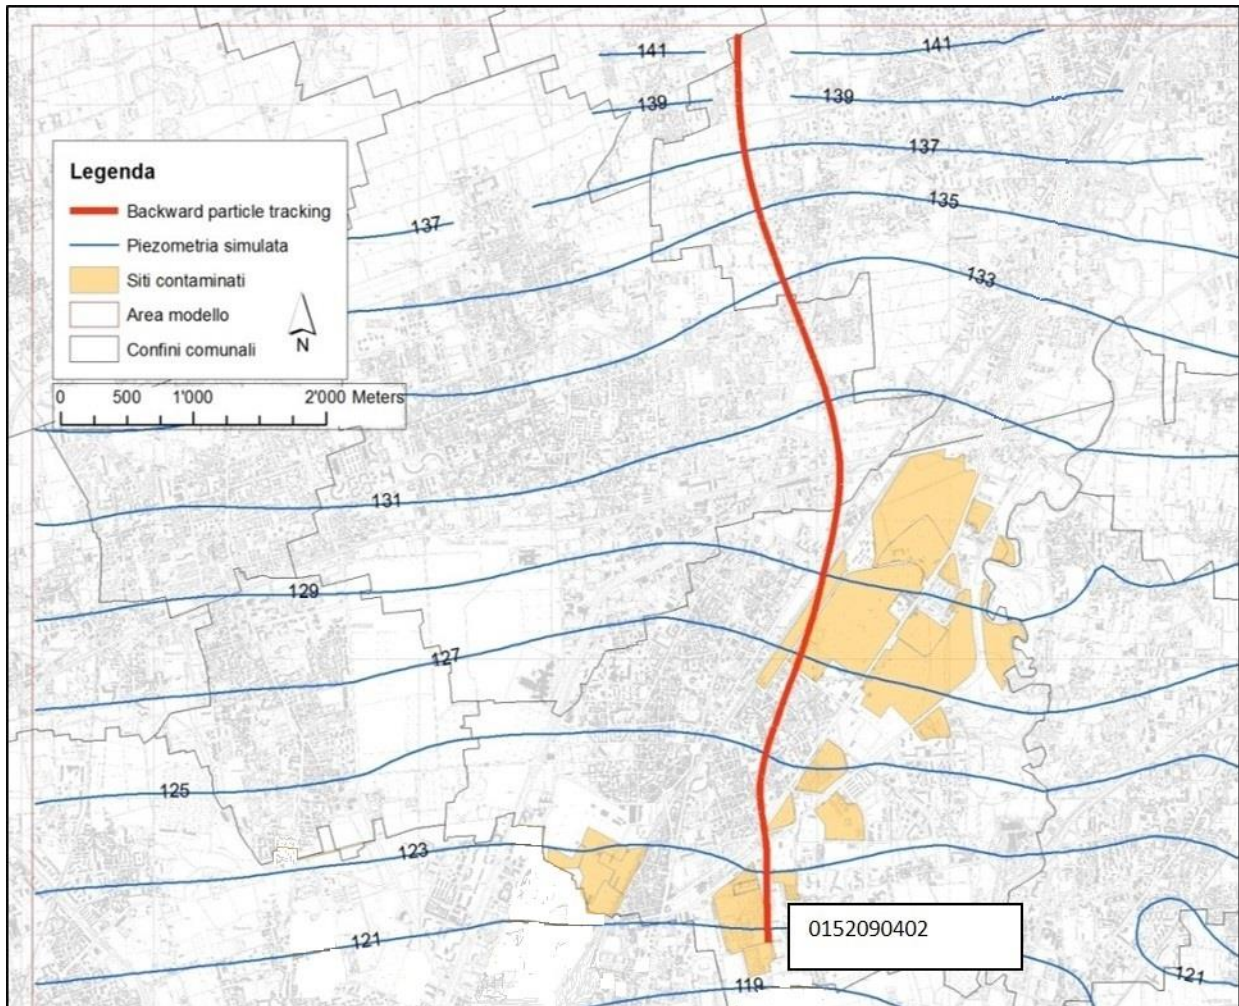 141
141
139
139
137
135
137
133
Legenda
Backward particle tracking
Piezometria simulata
Siti contaminati
Area modello
Confini comunali
N
0 500 1'000 2'000 Meters
131
129
127
125
123
121
0152090402
121
119